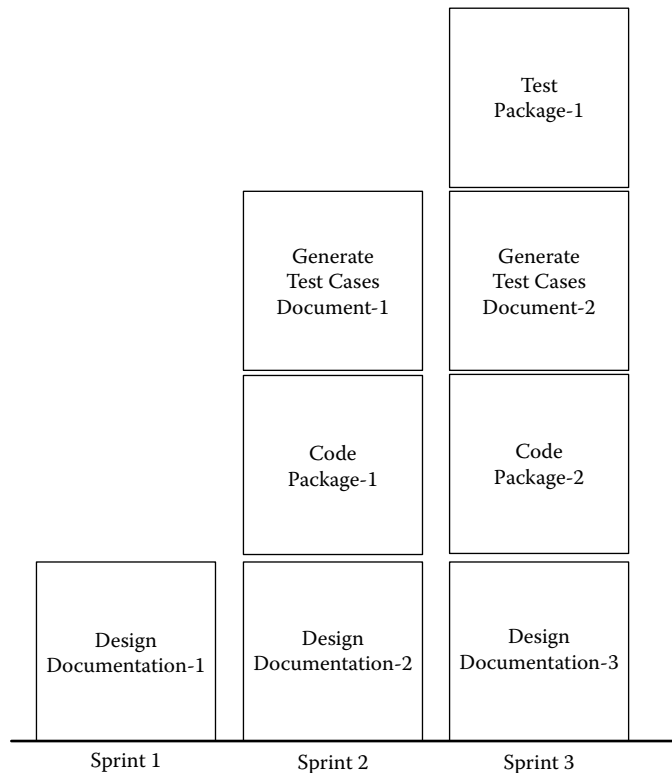 Test
Package-1
Generate
Test Cases
Document-1
Generate
Test Cases
Document-2
Code
Package-1
Code
Package-2
Design
Documentation-1
Design
Documentation-2
Design
Documentation-3
Sprint 1
Sprint 2
Sprint 3